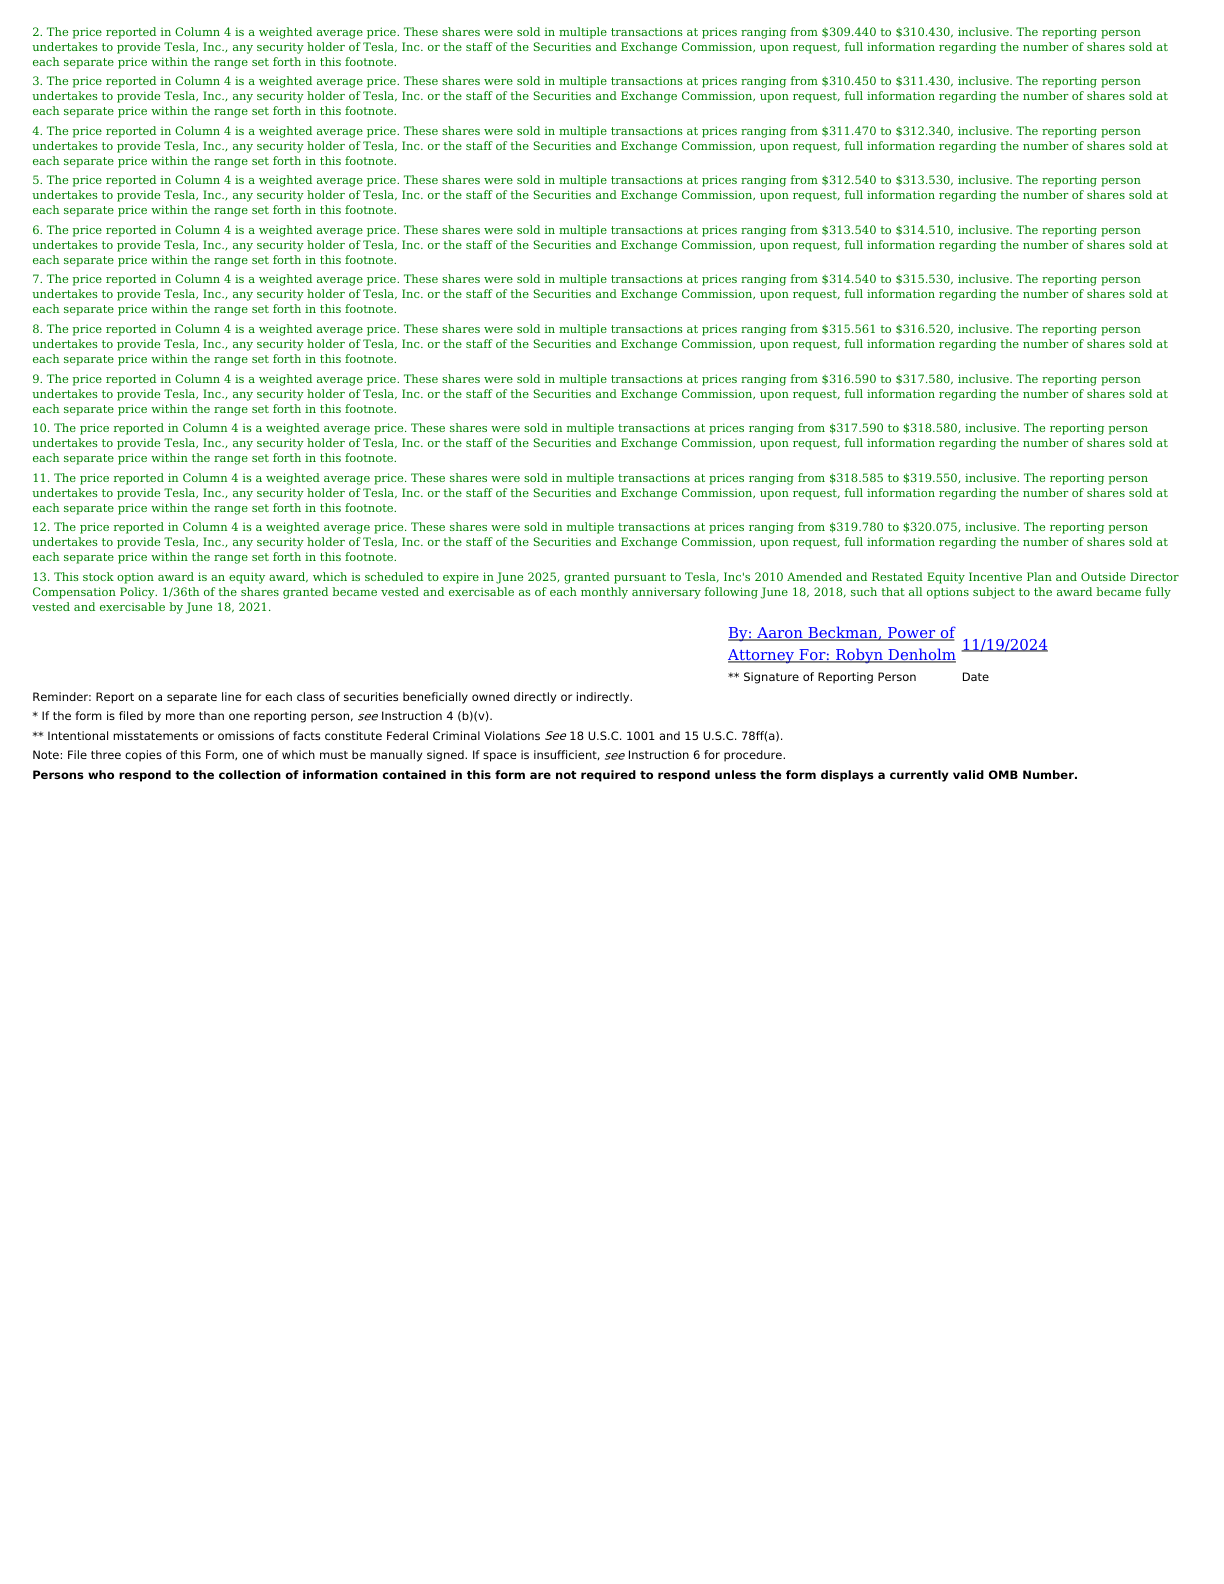 2. The price reported in Column 4 is a weighted average price. These shares were sold in multiple transactions at prices ranging from $309.440 to $310.430, inclusive. The reporting person
undertakes to provide Tesla, Inc., any security holder of Tesla, Inc. or the staff of the Securities and Exchange Commission, upon request, full information regarding the number of shares sold at
each separate price within the range set forth in this footnote.
3. The price reported in Column 4 is a weighted average price. These shares were sold in multiple transactions at prices ranging from $310.450 to $311.430, inclusive. The reporting person
undertakes to provide Tesla, Inc., any security holder of Tesla, Inc. or the staff of the Securities and Exchange Commission, upon request, full information regarding the number of shares sold at
each separate price within the range set forth in this footnote.
4. The price reported in Column 4 is a weighted average price. These shares were sold in multiple transactions at prices ranging from $311.470 to $312.340, inclusive. The reporting person
undertakes to provide Tesla, Inc., any security holder of Tesla, Inc. or the staff of the Securities and Exchange Commission, upon request, full information regarding the number of shares sold at
each separate price within the range set forth in this footnote.
5. The price reported in Column 4 is a weighted average price. These shares were sold in multiple transactions at prices ranging from $312.540 to $313.530, inclusive. The reporting person
undertakes to provide Tesla, Inc., any security holder of Tesla, Inc. or the staff of the Securities and Exchange Commission, upon request, full information regarding the number of shares sold at
each separate price within the range set forth in this footnote.
6. The price reported in Column 4 is a weighted average price. These shares were sold in multiple transactions at prices ranging from $313.540 to $314.510, inclusive. The reporting person
undertakes to provide Tesla, Inc., any security holder of Tesla, Inc. or the staff of the Securities and Exchange Commission, upon request, full information regarding the number of shares sold at
each separate price within the range set forth in this footnote.
7. The price reported in Column 4 is a weighted average price. These shares were sold in multiple transactions at prices ranging from $314.540 to $315.530, inclusive. The reporting person
undertakes to provide Tesla, Inc., any security holder of Tesla, Inc. or the staff of the Securities and Exchange Commission, upon request, full information regarding the number of shares sold at
each separate price within the range set forth in this footnote.
8. The price reported in Column 4 is a weighted average price. These shares were sold in multiple transactions at prices ranging from $315.561 to $316.520, inclusive. The reporting person
undertakes to provide Tesla, Inc., any security holder of Tesla, Inc. or the staff of the Securities and Exchange Commission, upon request, full information regarding the number of shares sold at
each separate price within the range set forth in this footnote.
9. The price reported in Column 4 is a weighted average price. These shares were sold in multiple transactions at prices ranging from $316.590 to $317.580, inclusive. The reporting person
undertakes to provide Tesla, Inc., any security holder of Tesla, Inc. or the staff of the Securities and Exchange Commission, upon request, full information regarding the number of shares sold at
each separate price within the range set forth in this footnote.
10. The price reported in Column 4 is a weighted average price. These shares were sold in multiple transactions at prices ranging from $317.590 to $318.580, inclusive. The reporting person
undertakes to provide Tesla, Inc., any security holder of Tesla, Inc. or the staff of the Securities and Exchange Commission, upon request, full information regarding the number of shares sold at
each separate price within the range set forth in this footnote.
11. The price reported in Column 4 is a weighted average price. These shares were sold in multiple transactions at prices ranging from $318.585 to $319.550, inclusive. The reporting person
undertakes to provide Tesla, Inc., any security holder of Tesla, Inc. or the staff of the Securities and Exchange Commission, upon request, full information regarding the number of shares sold at
each separate price within the range set forth in this footnote.
12. The price reported in Column 4 is a weighted average price. These shares were sold in multiple transactions at prices ranging from $319.780 to $320.075, inclusive. The reporting person
undertakes to provide Tesla, Inc., any security holder of Tesla, Inc. or the staff of the Securities and Exchange Commission, upon request, full information regarding the number of shares sold at
each separate price within the range set forth in this footnote.
13. This stock option award is an equity award, which is scheduled to expire in June 2025, granted pursuant to Tesla, Inc's 2010 Amended and Restated Equity Incentive Plan and Outside Director
Compensation Policy. 1/36th of the shares granted became vested and exercisable as of each monthly anniversary following June 18, 2018, such that all options subject to the award became fully
vested and exercisable by June 18, 2021.
By: Aaron Beckman, Power of
Attorney For: Robyn Denholm
11/19/2024
** Signature of Reporting Person
Date
Reminder: Report on a separate line for each class of securities beneficially owned directly or indirectly.
* If the form is filed by more than one reporting person, see Instruction 4 (b)(v).
** Intentional misstatements or omissions of facts constitute Federal Criminal Violations See 18 U.S.C. 1001 and 15 U.S.C. 78ff(a).
Note: File three copies of this Form, one of which must be manually signed. If space is insufficient, see Instruction 6 for procedure.
Persons who respond to the collection of information contained in this form are not required to respond unless the form displays a currently valid OMB Number.